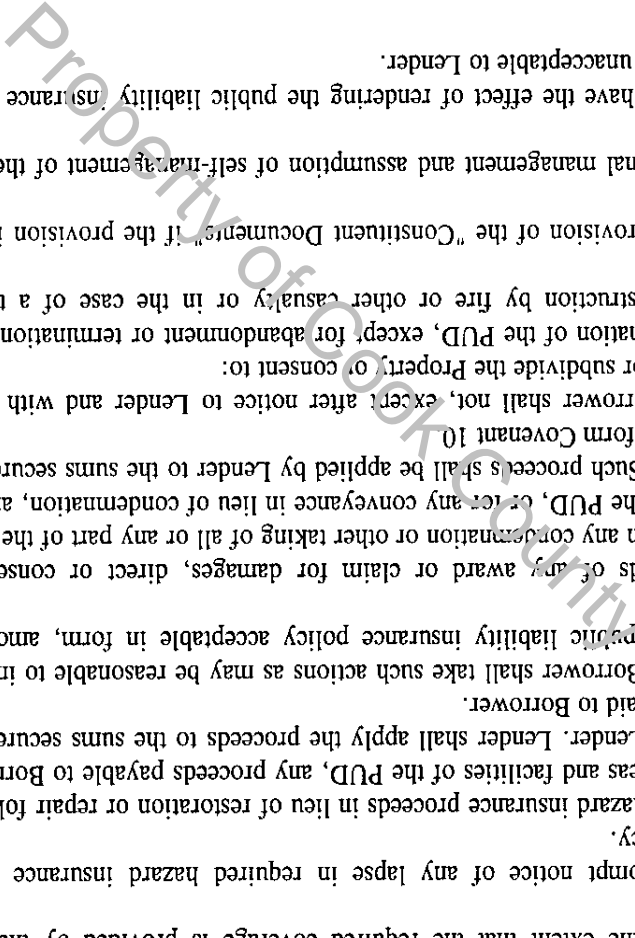 he extent that the required coverage is provided by the
ompt notice of any lapse in required hazard insurance
cy.
azard insurance proceeds in lieu of restoration or repair fol
eas and facilities of the PUD, any proceeds payable to Borr
Lender. Lender shall apply the proceeds to the sums secure
aid to Borrower.
Borrower shall take such actions as may be reasonable to in
public liability insurance policy acceptable in form, amo
ds of any award or claim for damages, direct or conse
n any condemnation or other taking of all or any part of the
he PUD, or for any conveyance in lieu of condemnation, a
Such proceeds shall be applied by Lender to the sums secur
form Covenant 10.
rrower shall not, except after notice to Lender and with
or subdivide the Property or consent to:
nation of the PUD, except for abandonment or termination
struction by fire or other casualty or in the case of a t
rovision of the "Constituent Documents" if the provision i
nal management and assumption of self-management of the
have the effect of rendering the public liability insurance
unacceptable to Lender.
Property of Cook County